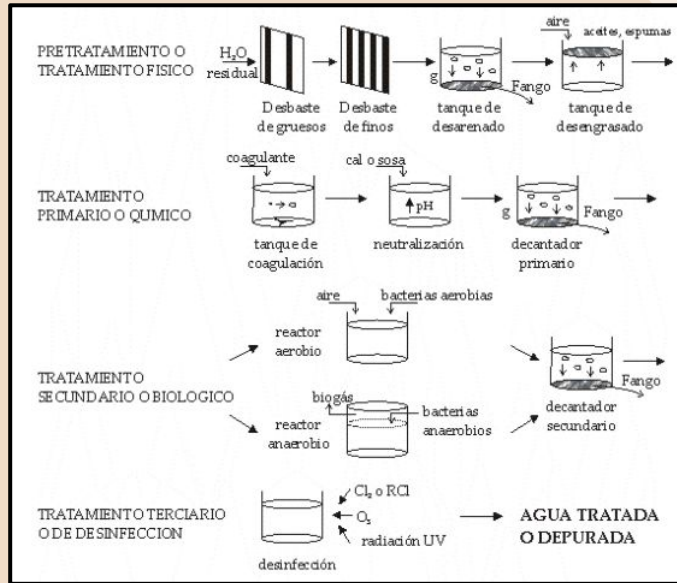 PRETRATAMIENTO O
TRATAMIENTO FISICO
H₂O
residual
Desbaste
de gruesos
Desbaste
de finos
g
Fango
tanque de
desarenado
aire
aceites, espumas
tanque de
desengrasado
TRATAMIENTO
PRIMARIO O QUMICO
coagulante
tanque de
coagulación
cal o sosa
pH
neutralización
g
Fango
decantador
primario
TRATAMIENTO
SECUNDARIO O BIOLOGICO
aire
bacterias aerobias
reactor
aerobio
biogás
reactor
anaerobio
bacterias
anaerobios
Fango
decantador
secundario
TRATAMIENTO TERCIARIO
O DE DESINFECCION
Cl₂ o RCl
O₃
radiación UV
desinfección
AGUA TRATADA
O DEPURADA